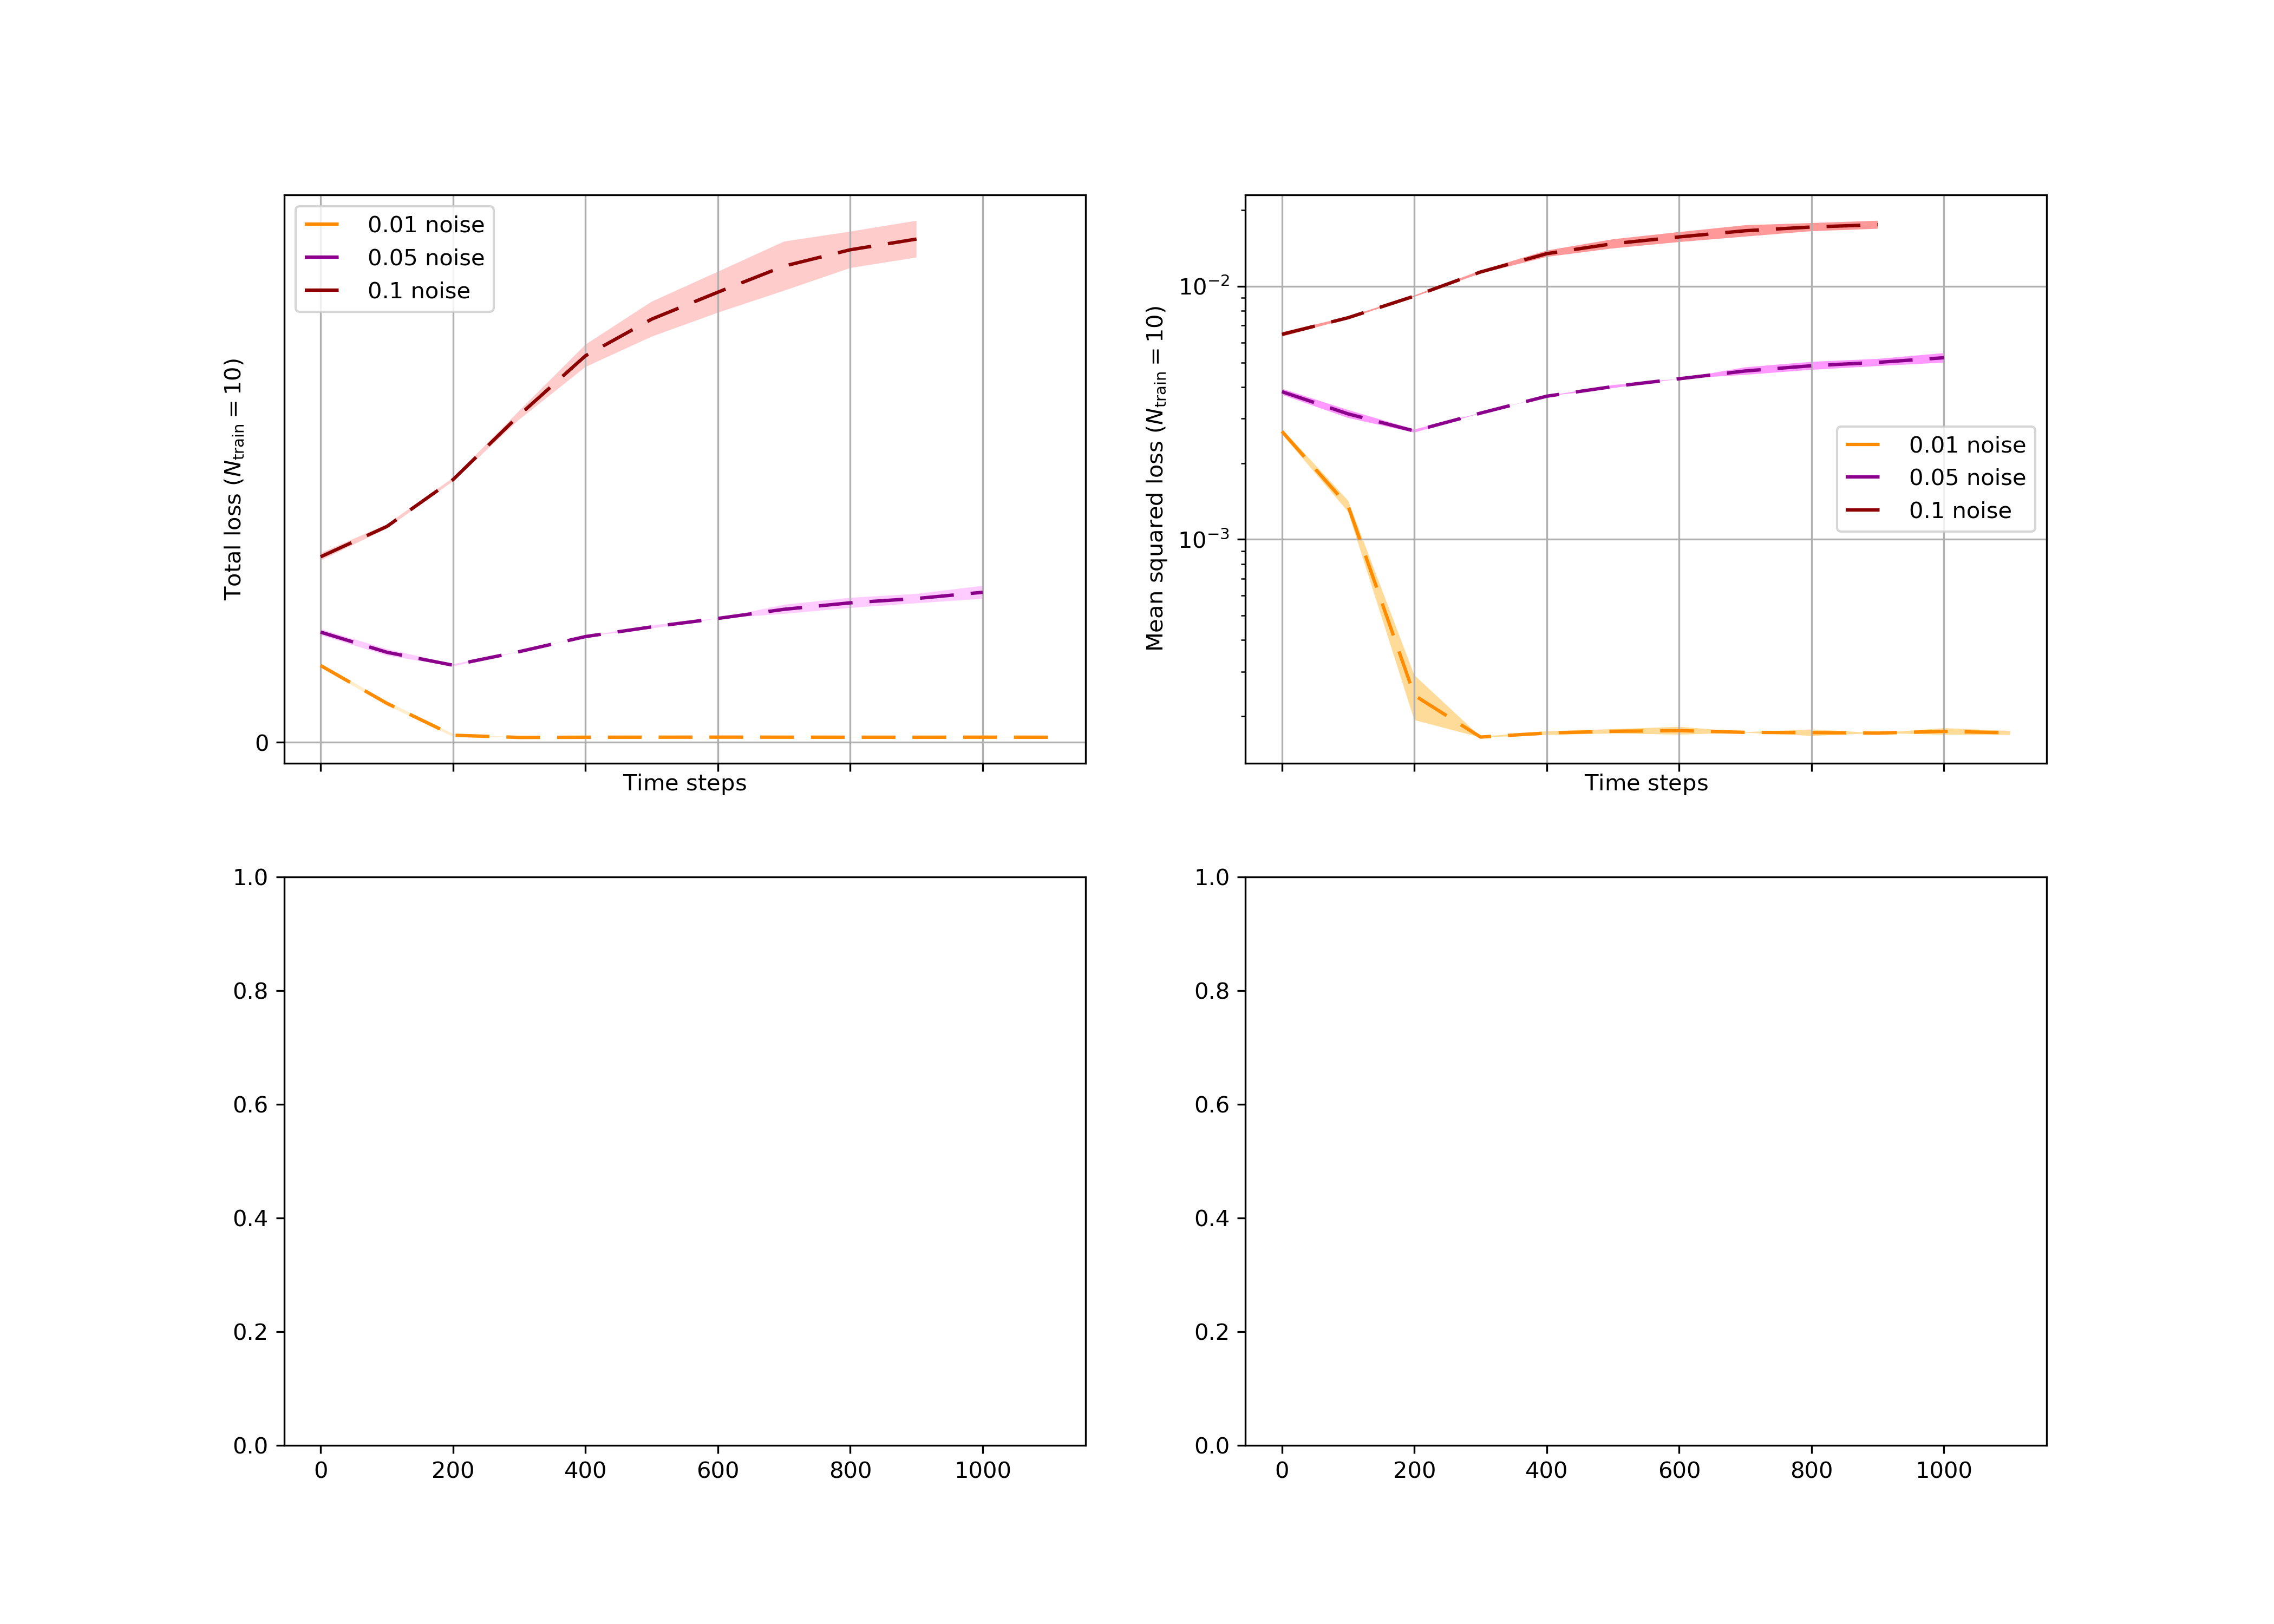 0.01 noise
0.05 noise
0.1 noise
Total loss (N_train = 10)
0
Time steps
10^−2
10^−3
Mean squared loss (N_train = 10)
0.01 noise
0.05 noise
0.1 noise
Time steps
1.0
0.8
0.6
0.4
0.2
0.0
0 200 400 600 800 1000
1.0
0.8
0.6
0.4
0.2
0.0
0 200 400 600 800 1000